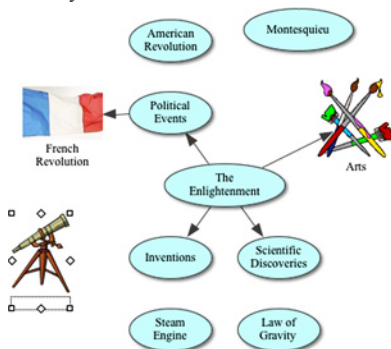 American
Revolution
Montesquieu
Political
Events
French
Revolution
Arts
The
Enlightenment
Inventions
Scientific
Discoveries
Steam
Engine
Law of
Gravity